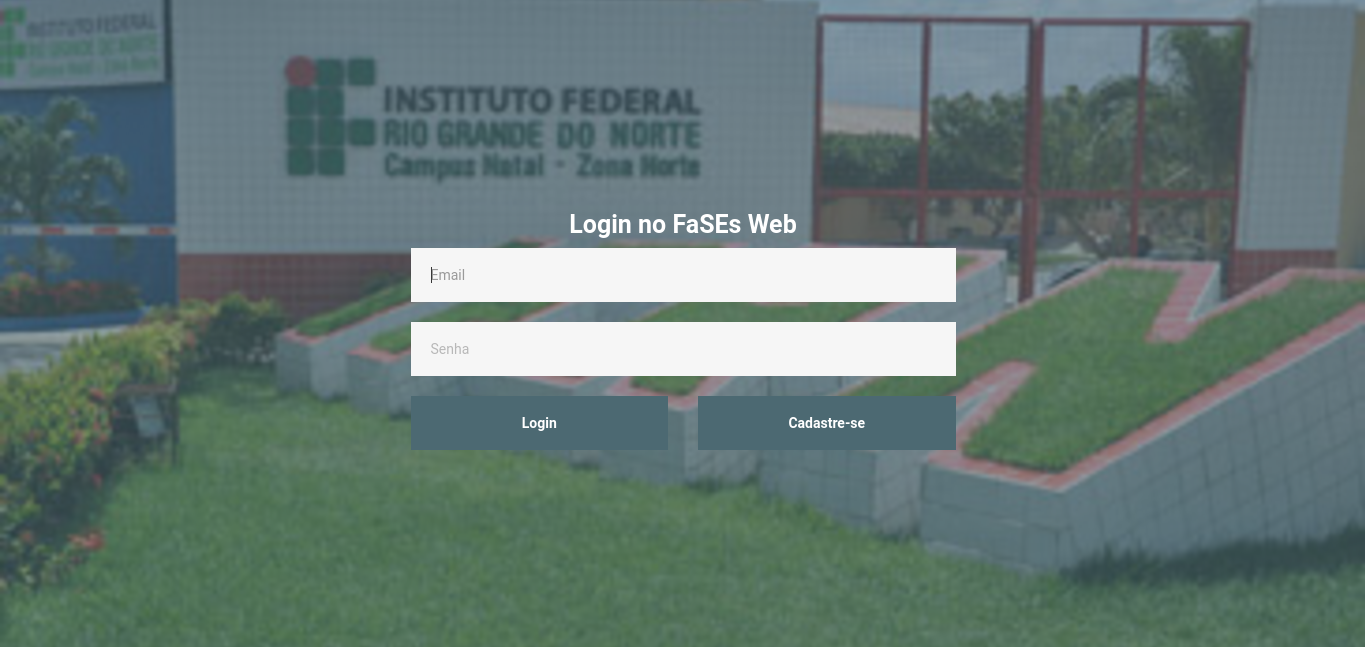 INSTITUTO FEDERAL
RIO GRANDE DO NORTE
Campus Natal - Zona Norte
INSTITUTO FEDERAL
RIO GRANDE DO NORTE
Campus Natal - Zona Norte
Login no FaSEs Web
Email
Senha
Login
Cadastre-se